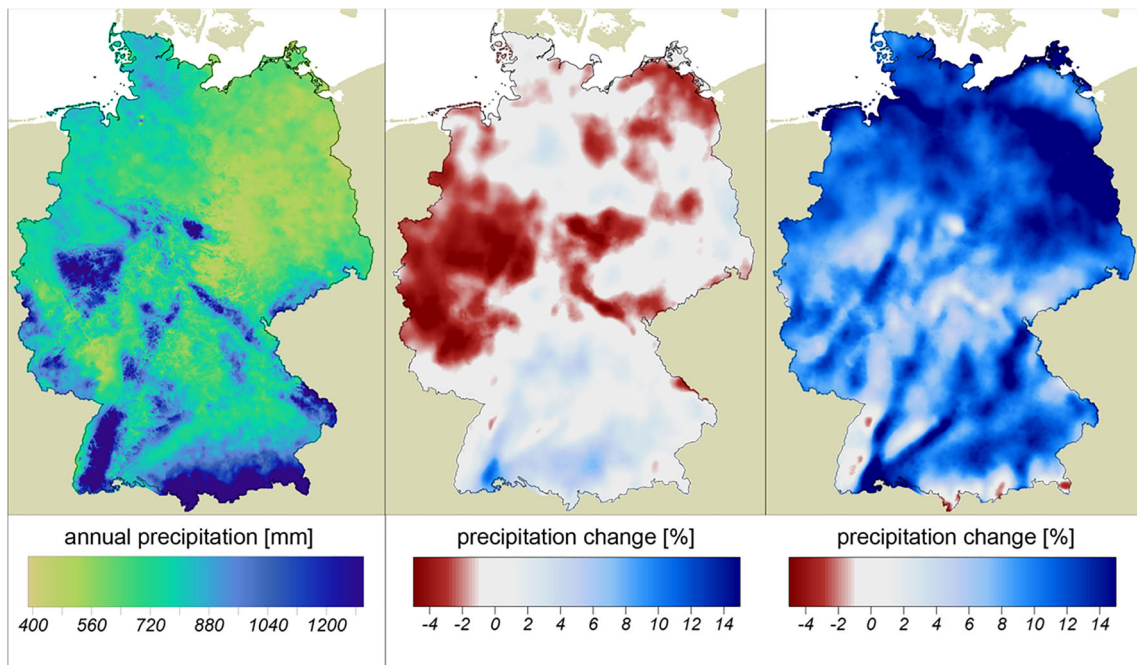 annual precipitation [mm]
400 560 720 880 1040 1200
precipitation change [%]
-4 -2 0 2 4 6 8 10 12 14
precipitation change [%]
-4 -2 0 2 4 6 8 10 12 14